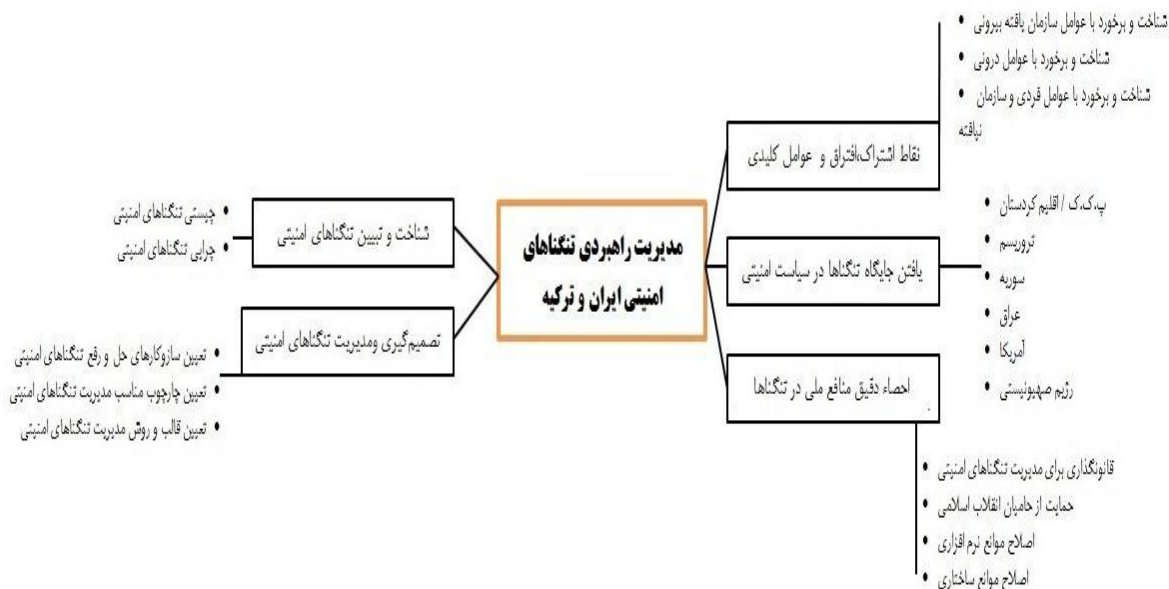 شناخت و برخورد با عوامل سازمان یافته بیرونی
شناخت و برخورد با عوامل درونی
شناخت و برخورد با عوامل فردی و سازمان
نیافته
نقاط اشتراک،افتراق و عوامل کلیدی
پ.ک.ک / اقلیم کردستان
تروریسم
سوریه
عراق
آمریکا
رژیم صهیونیستی
یافتن جایگاه تنگناها در سیاست امنیتی
احصاء دقیق منافع ملی در تنگناها
.
قانونگذاری برای مدیریت تنگناهای امنیتی
حمایت از حامیان انقلاب اسلامی
اصلاح موانع نرم افزاری
اصلاح موانع ساختاری
مدیریت راهبردی تنگناهای
امنیتی ایران و ترکیه
شناخت و تبیین تنگناهای امنیتی
چیستی تنگناهای امنیتی
چرایی تنگناهای امنیتی
تصمیم‌گیری ومدیریت تنگناهای امنیتی
تعیین سازوکارهای حل و رفع تنگناهای امنیتی
تعیین چارچوب مناسب مدیریت تنگناهای امنیتی
تعیین قالب و روش مدیریت تنگناهای امنیتی